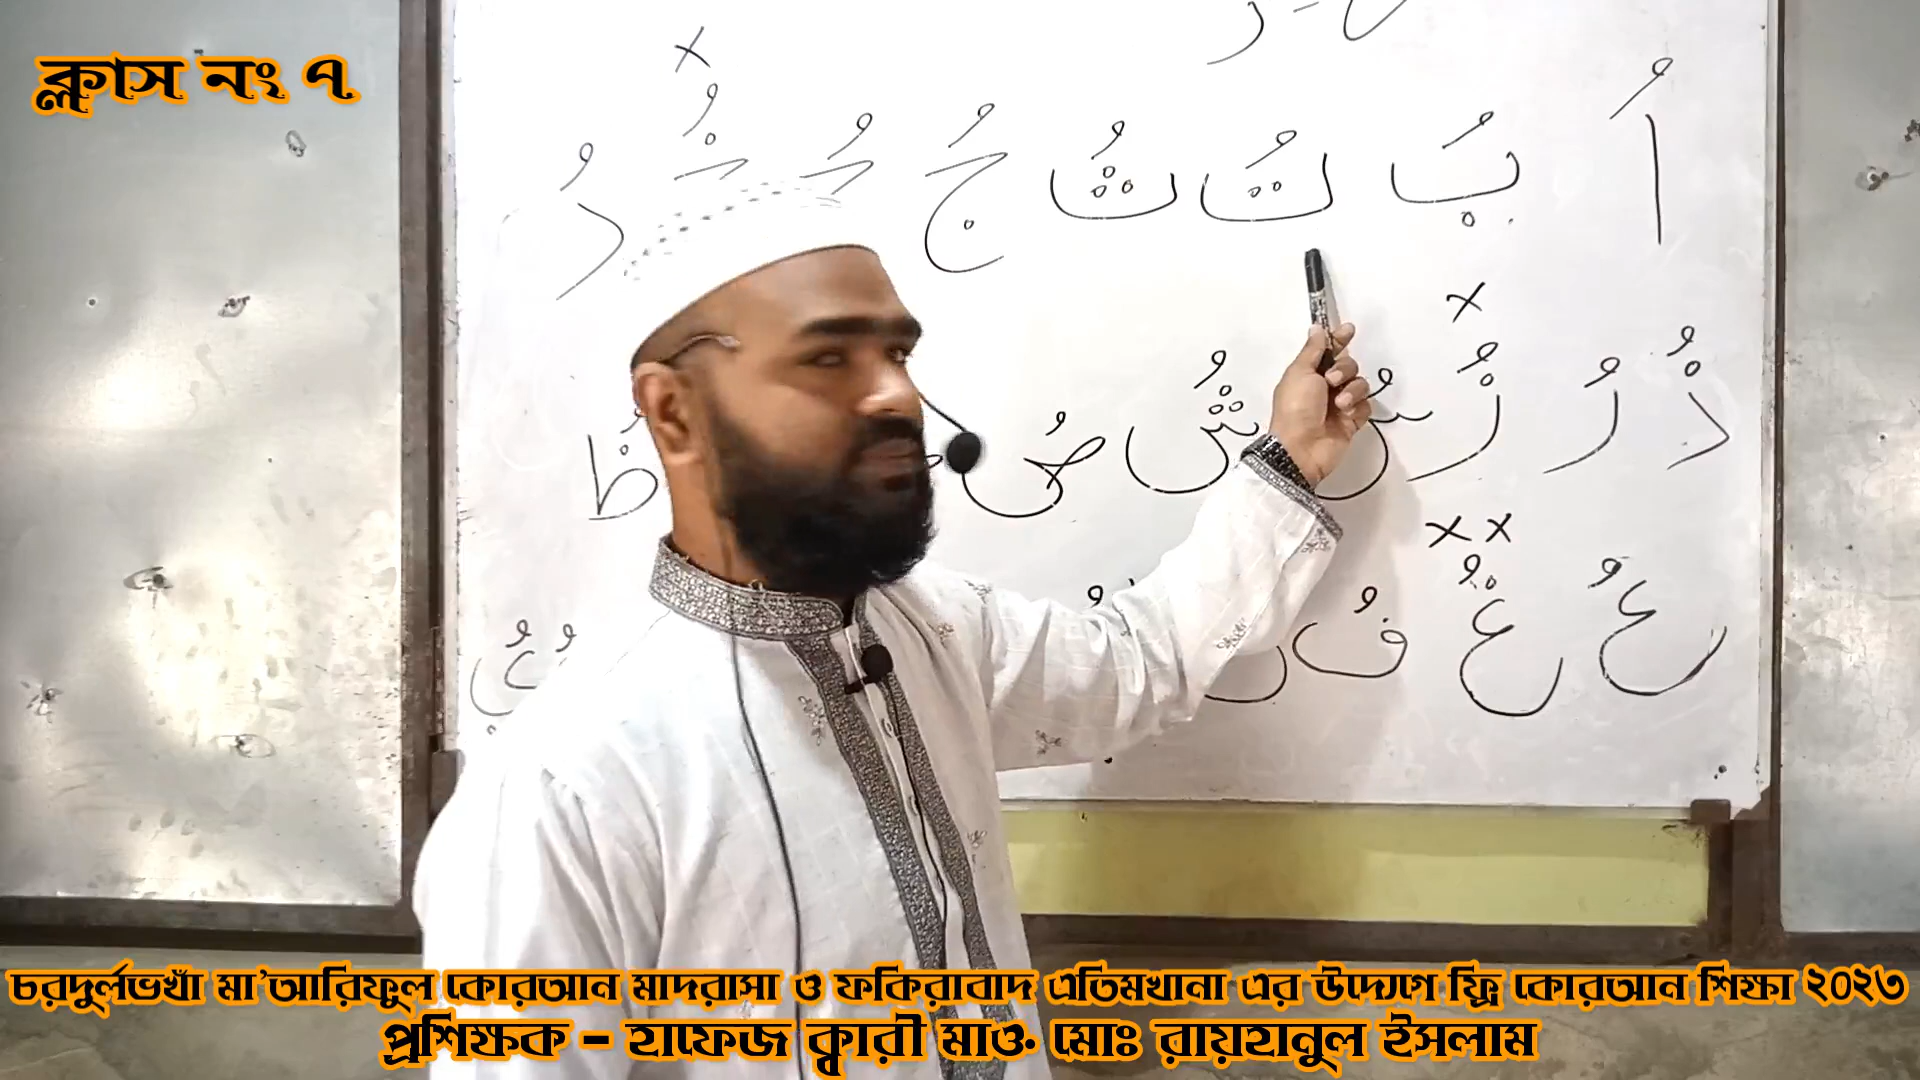 ক্লাস নং ৭
أُ بُ تُ ثُ جُ حُ خُ دُ
ذُ رُ زُ سُ شُ صُ ظُ
عُ غُ فُ
চরদুর্লভখাঁ মা'আরিফুল কোরআন মাদরাসা ও ফকিরাবাদ এতিমখানা এর উদ্যেগে ফ্রি কোরআন শিক্ষা ২০২৩
প্রশিক্ষক - হাফেজ ক্বারী মাও. মোঃ রায়হানুল ইসলাম